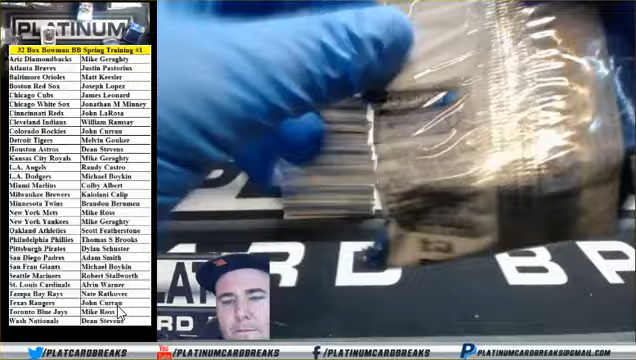 PLATINUM
32 Box Bowman BB Spring Training #1
Ariz Diamondbacks Mike Geraghty
Atlanta Braves Justin Pastorius
Baltimore Orioles Matt Keesler
Boston Red Sox Joseph Lopez
Chicago Cubs James Leonard
Chicago White Sox Jonathan M Minney
Cinncinnati Reds John LaRosa
Cleveland Indians William Ramsay
Colorado Rockies John Curran
Detroit Tigers Melvin Gouker
Houston Astros Dean Stevens
Kansas City Royals Mike Geraghty
L.A. Angels Randy Castro
L.A. Dodgers Michael Boykin
Miami Marlins Colby Albert
Milwaukee Brewers Kaiolani Calip
Minnesota Twins Brandon Berumen
New York Mets Mike Ross
New York Yankees Mike Geraghty
Oakland Athletics Scott Featherstone
Philadelphia Phillies Thomas S Brooks
Pittsburgh Pirates Dylan Schuster
San Diego Padres Adam Smith
San Fran Giants Michael Boykin
Seattle Mariners Robert Stallworth
St. Louis Cardinals Alvin Warner
Tampa Bay Rays Nate Ratkovec
Texas Rangers John Curran
Toronto Blue Jays Mike Ross
Wash Nationals Dean Stevens
ARD BR
/PLATCARDBREAKS
/PLATINUMCARDBREAKS
/PLATINUMCARDBREAKS
@PLATINUMCARDBREAKS